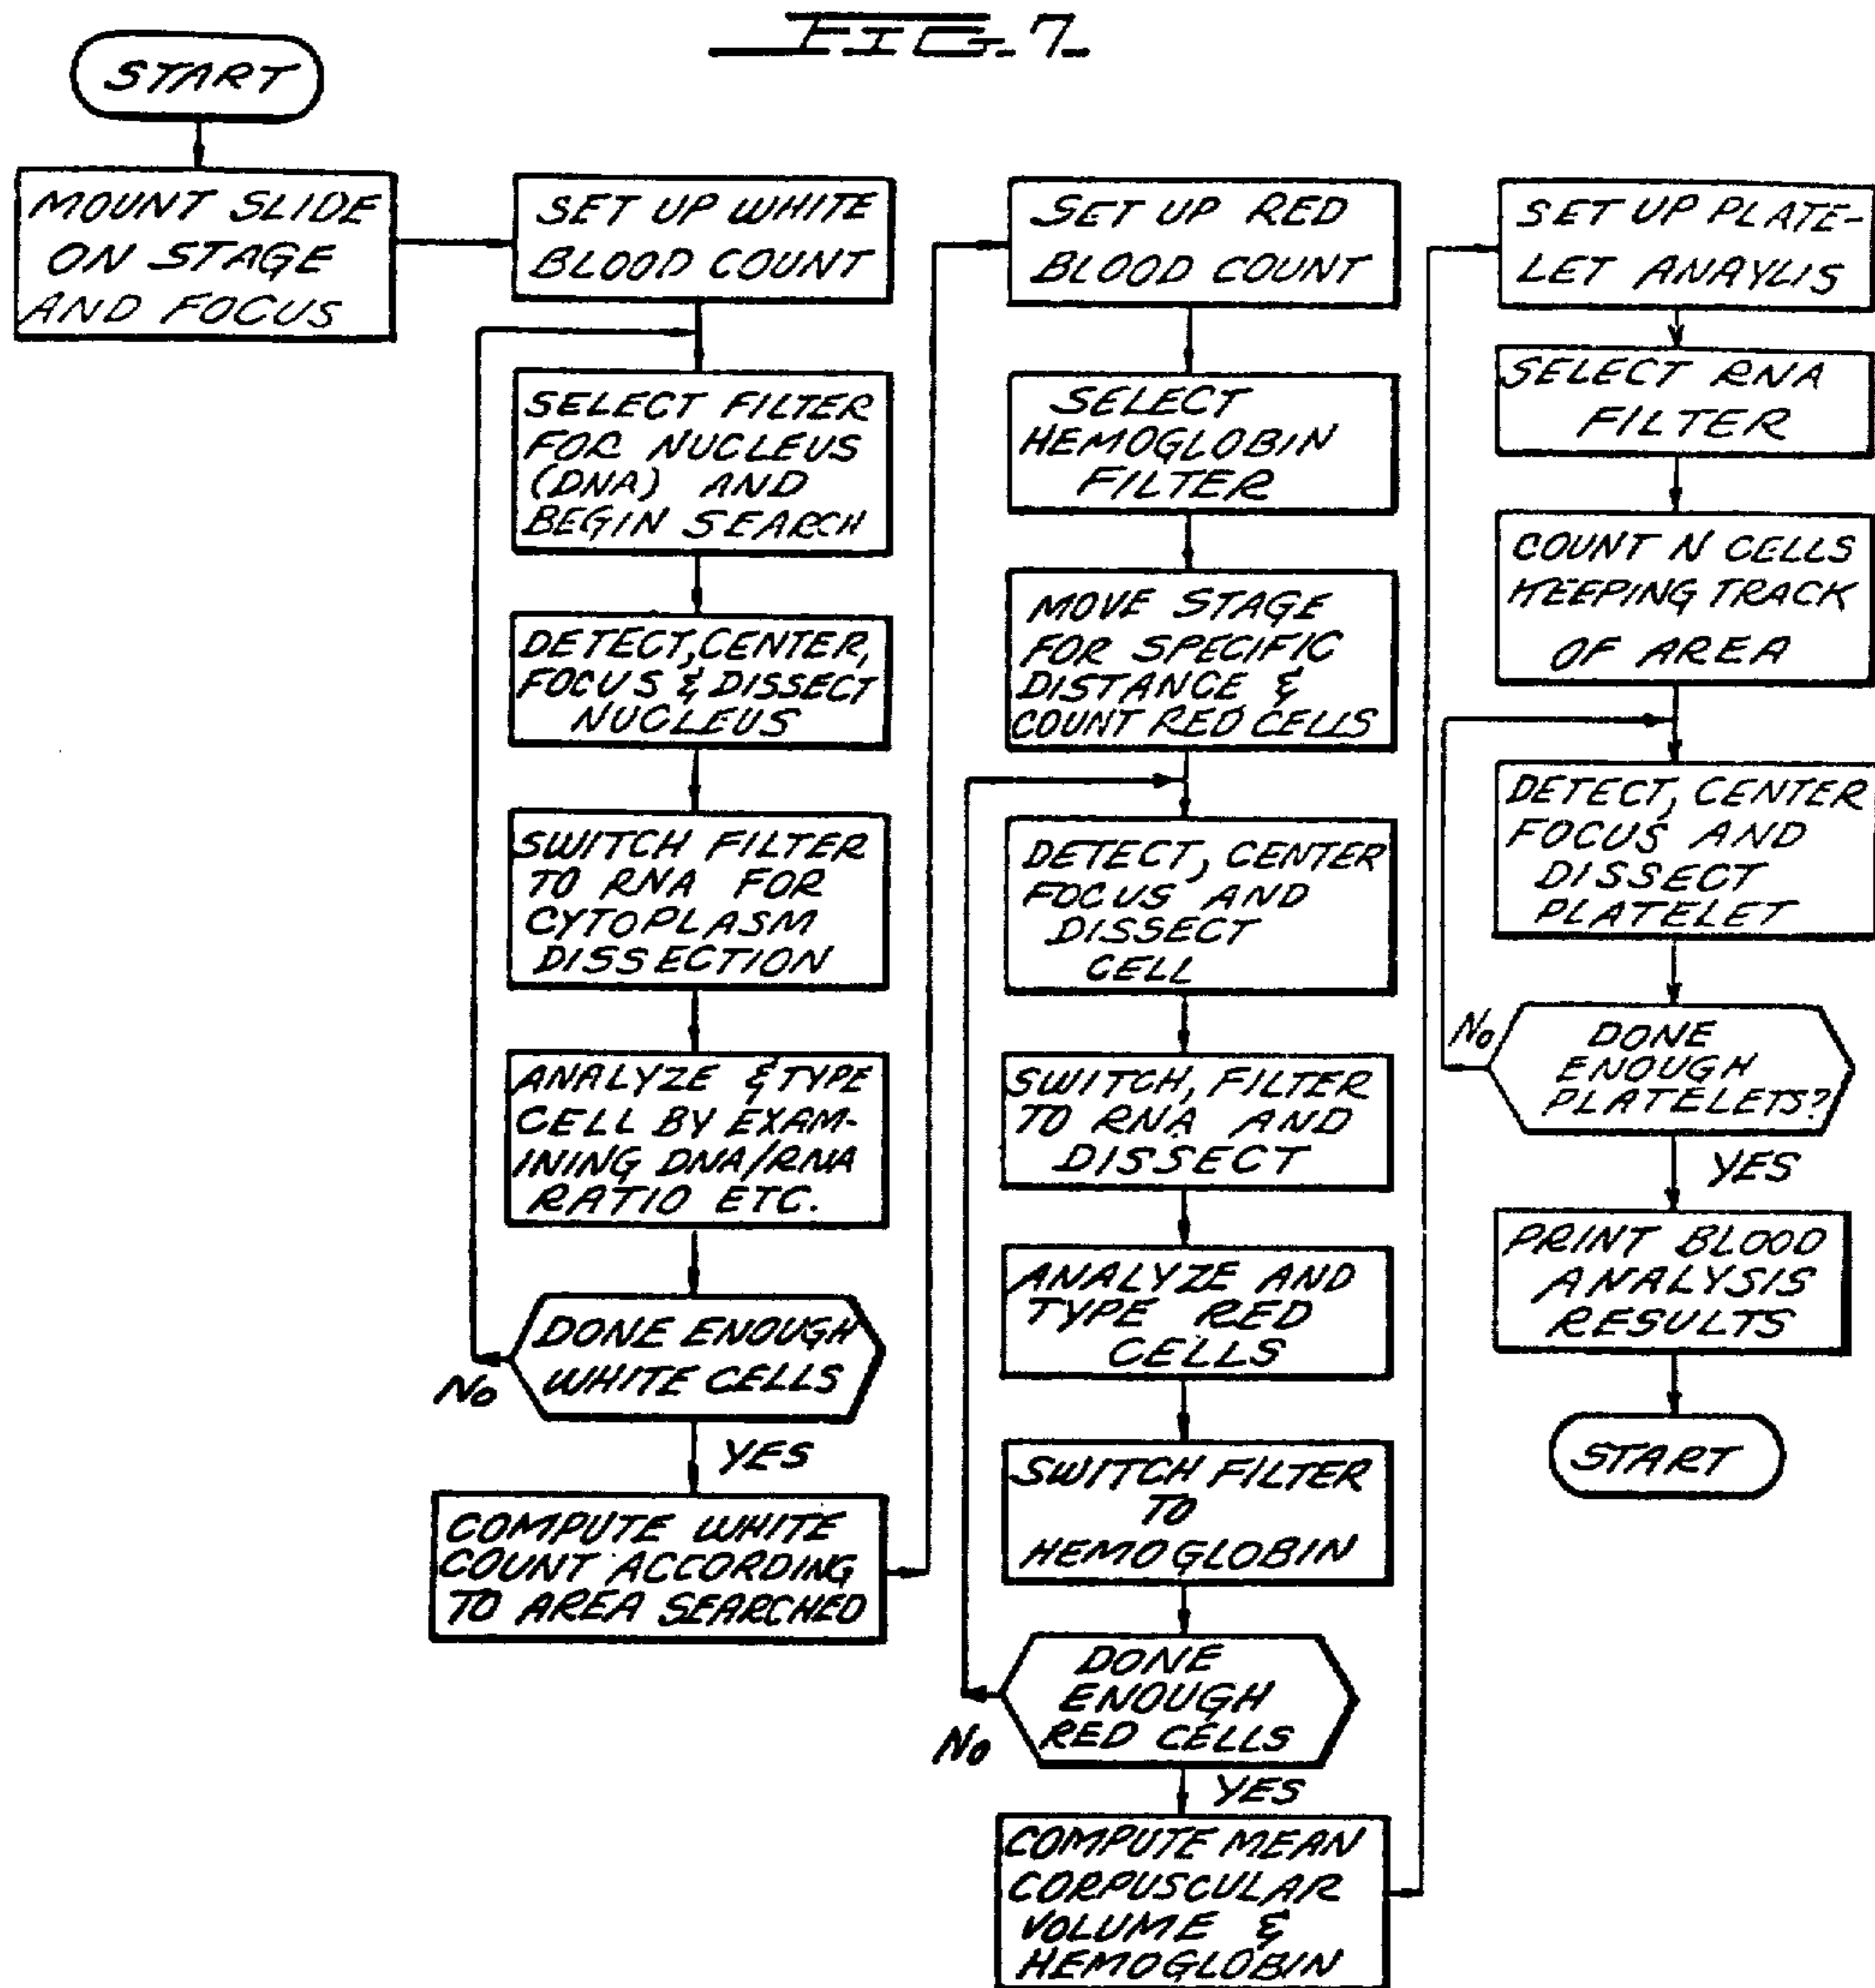 FIG. 7.
START
MOUNT SLIDE
ON STAGE
AND FOCUS
SET UP WHITE
BLOOD COUNT
SELECT FILTER
FOR NUCLEUS
(DNA) AND
BEGIN SEARCH
DETECT, CENTER,
FOCUS & DISSECT
NUCLEUS
SWITCH FILTER
TO RNA FOR
CYTOPLASM
DISSECTION
ANALYZE & TYPE
CELL BY EXAM-
INING DNA/RNA
RATIO ETC.
DONE ENOUGH
WHITE CELLS
No
YES
COMPUTE WHITE
COUNT ACCORDING
TO AREA SEARCHED
SET UP RED
BLOOD COUNT
SELECT
HEMOGLOBIN
FILTER
MOVE STAGE
FOR SPECIFIC
DISTANCE &
COUNT RED CELLS
DETECT, CENTER
FOCUS AND
DISSECT
CELL
SWITCH, FILTER
TO RNA AND
DISSECT
ANALYZE AND
TYPE RED
CELLS
SWITCH FILTER
TO
HEMOGLOBIN
DONE
ENOUGH
RED CELLS
No
YES
COMPUTE MEAN
CORPUSCULAR
VOLUME &
HEMOGLOBIN
SET UP PLATE-
LET ANAYLIS
SELECT RNA
FILTER
COUNT N CELLS
KEEPING TRACK
OF AREA
DETECT, CENTER
FOCUS AND
DISSECT
PLATELET
No
DONE
ENOUGH
PLATELETS?
YES
PRINT BLOOD
ANALYSIS
RESULTS
START